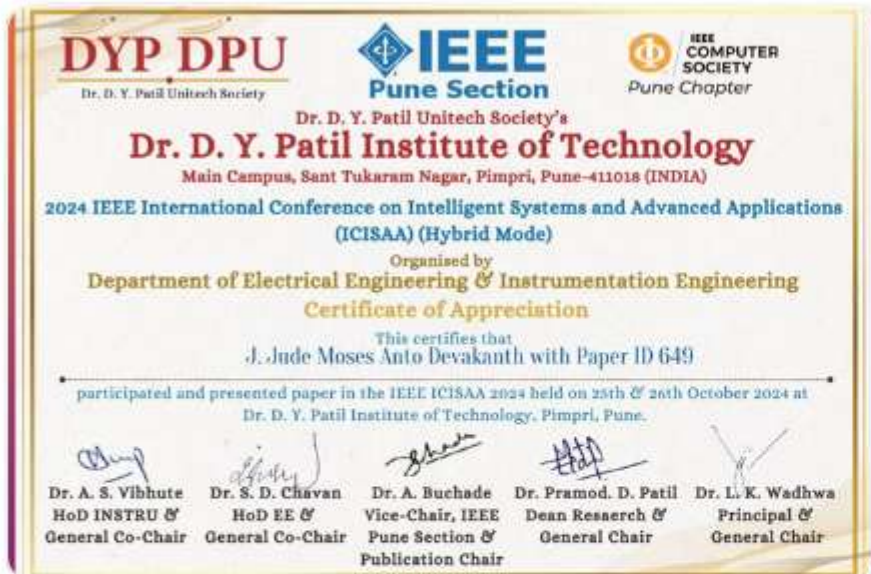 DYP DPU
Dr. D. Y. Patil Unitech Society
IEEE
Pune Section
IEEE
COMPUTER
SOCIETY
Pune Chapter
Dr. D. Y. Patil Unitech Society's
Dr. D. Y. Patil Institute of Technology
Main Campus, Sant Tukaram Nagar, Pimpri, Pune-411018 (INDIA)
2024 IEEE International Conference on Intelligent Systems and Advanced Applications
(ICISAA) (Hybrid Mode)
Organised by
Department of Electrical Engineering & Instrumentation Engineering
Certificate of Appreciation
This certifies that
J. Jude Moses Anto Devakanth with Paper ID 649
participated and presented paper in the IEEE ICISAA 2024 held on 25th & 26th October 2024 at
Dr. D. Y. Patil Institute of Technology, Pimpri, Pune.
Dr. A. S. Vibhute
HoD INSTRU &
General Co-Chair
Dr. S. D. Chavan
HoD EE &
General Co-Chair
Dr. A. Buchade
Vice-Chair, IEEE
Pune Section &
Publication Chair
Dr. Pramod. D. Patil
Dean Research &
General Chair
Dr. L. K. Wadhwa
Principal &
General Chair